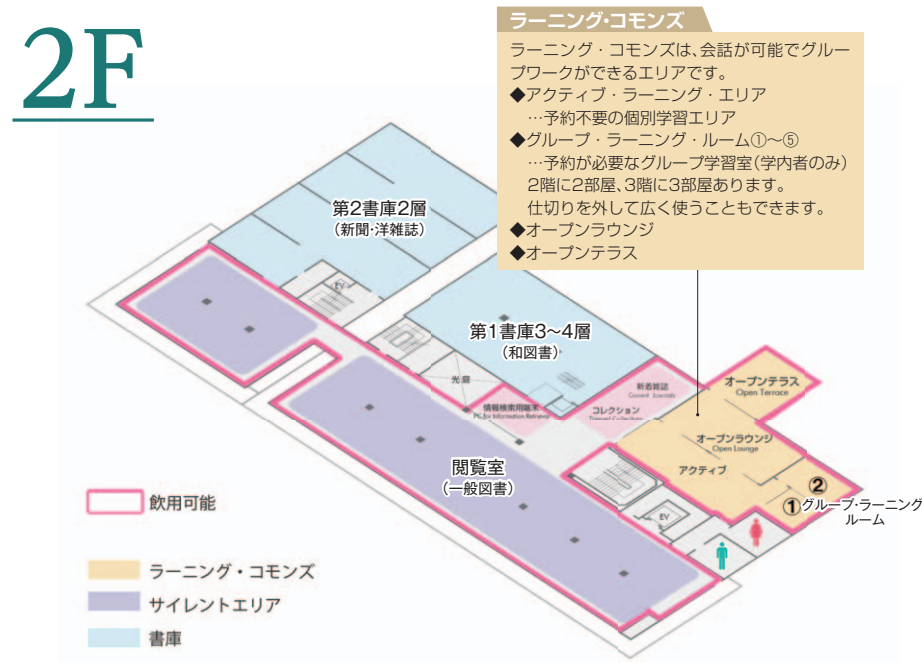 2F
ラーニング・コモンズ
ラーニング・コモンズは、会話が可能でグルー
プワークができるエリアです。
◆アクティブ・ラーニング・エリア
…予約不要の個別学習エリア
◆グループ・ラーニング・ルーム①～⑤
…予約が必要なグループ学習室(学内者のみ)
2階に2部屋、3階に3部屋あります。
仕切りを外して広く使うこともできます。
◆オープンラウンジ
◆オープンテラス
第2書庫2層
(新聞・洋雑誌)
EV
第1書庫3～4層
(和図書)
光庭
新着雑誌
Current Journals
情報検索用端末
PC for Information Retrieval
コレクション
オープンテラス
Open Terrace
オープンラウンジ
Open Lounge
アクティブ
閲覧室
(一般図書)
①
②
グループ・ラーニング
ルーム
EV
飲用可能
ラーニング・コモンズ
サイレントエリア
書庫